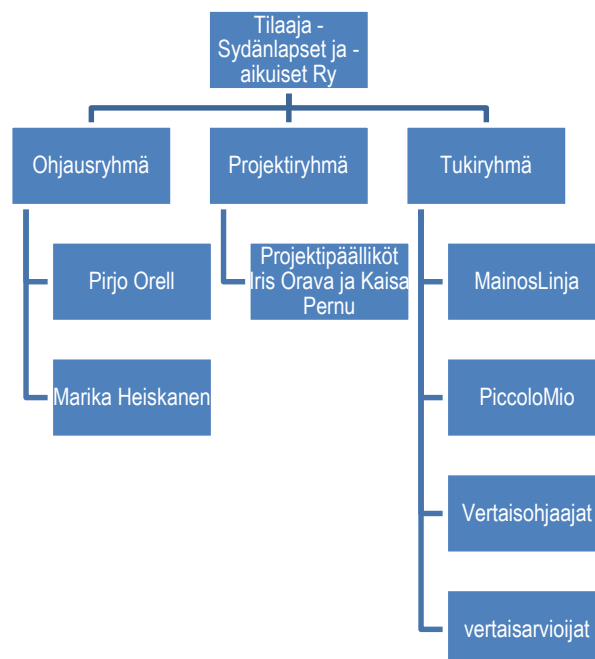 Tilaaja -
Sydänlapset ja -
aikuiset Ry
Ohjausryhmä
Projektiryhmä
Tukiryhmä
Pirjo Orell
Projektipäälliköt
Iris Orava ja Kaisa
Pernu
MainosLinja
Marika Heiskanen
PiccoloMio
Vertaisohjaajat
vertaisarvioijat